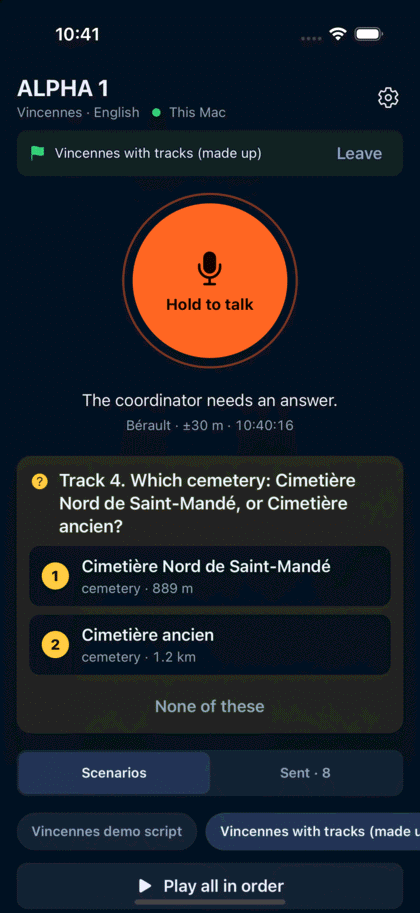 10:41
ALPHA 1
Vincennes · English ● This Mac
Vincennes with tracks (made up)
Leave
Hold to talk
The coordinator needs an answer.
Bérault · ±30 m · 10:40:16
? Track 4. Which cemetery: Cimetière
Nord de Saint-Mandé, or Cimetière
ancien?
1
Cimetière Nord de Saint-Mandé
cemetery · 889 m
2
Cimetière ancien
cemetery · 1.2 km
None of these
Scenarios
Sent · 8
Vincennes demo script
Vincennes with tracks (made u
Play all in order